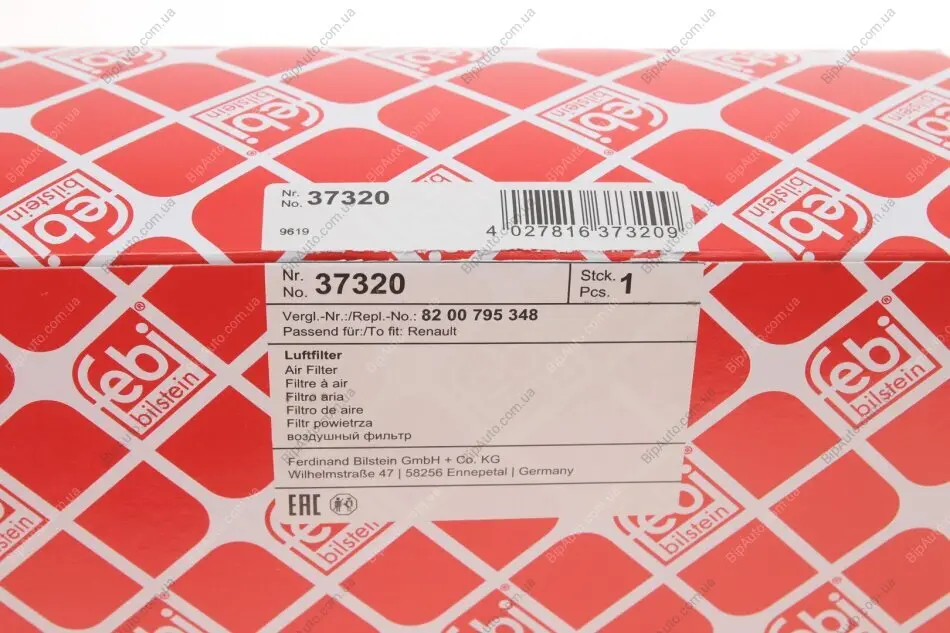 Nr.
No. 37320
9619
4 027816 373209
Nr.
No. 37320
Stck.
Pcs. 1
Vergl.-Nr.:/Repl.-No.: 82 00 795 348
Passend für:/To fit: Renault
Luftfilter
Air Filter
Filtre à air
Filtro aria
Filtro de aire
Filtr powietrza
воздушный фильтр
Ferdinand Bilstein GmbH + Co. KG
Wilhelmstraße 47 | 58256 Ennepetal | Germany
EAC
febi
bilstein
BipAuto.com.ua